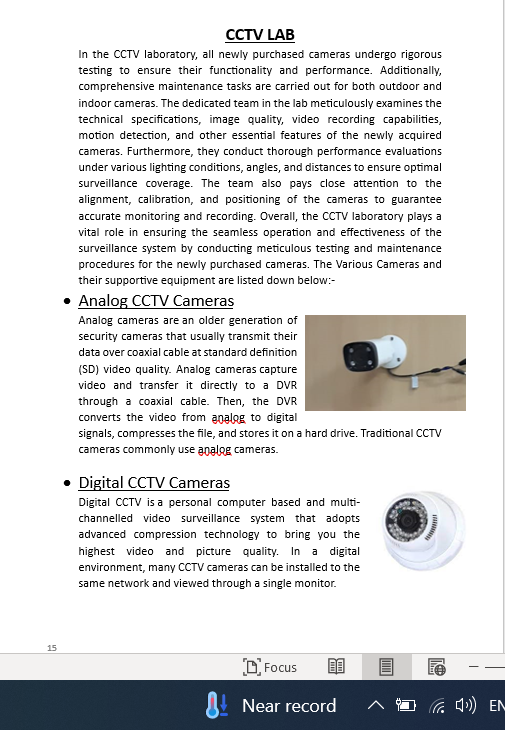 CCTV LAB
In the CCTV laboratory, all newly purchased cameras undergo rigorous
testing to ensure their functionality and performance. Additionally,
comprehensive maintenance tasks are carried out for both outdoor and
indoor cameras. The dedicated team in the lab meticulously examines the
technical specifications, image quality, video recording capabilities,
motion detection, and other essential features of the newly acquired
cameras. Furthermore, they conduct thorough performance evaluations
under various lighting conditions, angles, and distances to ensure optimal
surveillance coverage. The team also pays close attention to the
alignment, calibration, and positioning of the cameras to guarantee
accurate monitoring and recording. Overall, the CCTV laboratory plays a
vital role in ensuring the seamless operation and effectiveness of the
surveillance system by conducting meticulous testing and maintenance
procedures for the newly purchased cameras. The Various Cameras and
their supportive equipment are listed down below:-
• Analog CCTV Cameras
Analog cameras are an older generation of
security cameras that usually transmit their
data over coaxial cable at standard definition
(SD) video quality. Analog cameras capture
video and transfer it directly to a DVR
through a coaxial cable. Then, the DVR
converts the video from analog to digital
signals, compresses the file, and stores it on a hard drive. Traditional CCTV
cameras commonly use analog cameras.
• Digital CCTV Cameras
Digital CCTV is a personal computer based and multi-
channelled video surveillance system that adopts
advanced compression technology to bring you the
highest video and picture quality. In a digital
environment, many CCTV cameras can be installed to the
same network and viewed through a single monitor.
15
Focus
Near record
EN